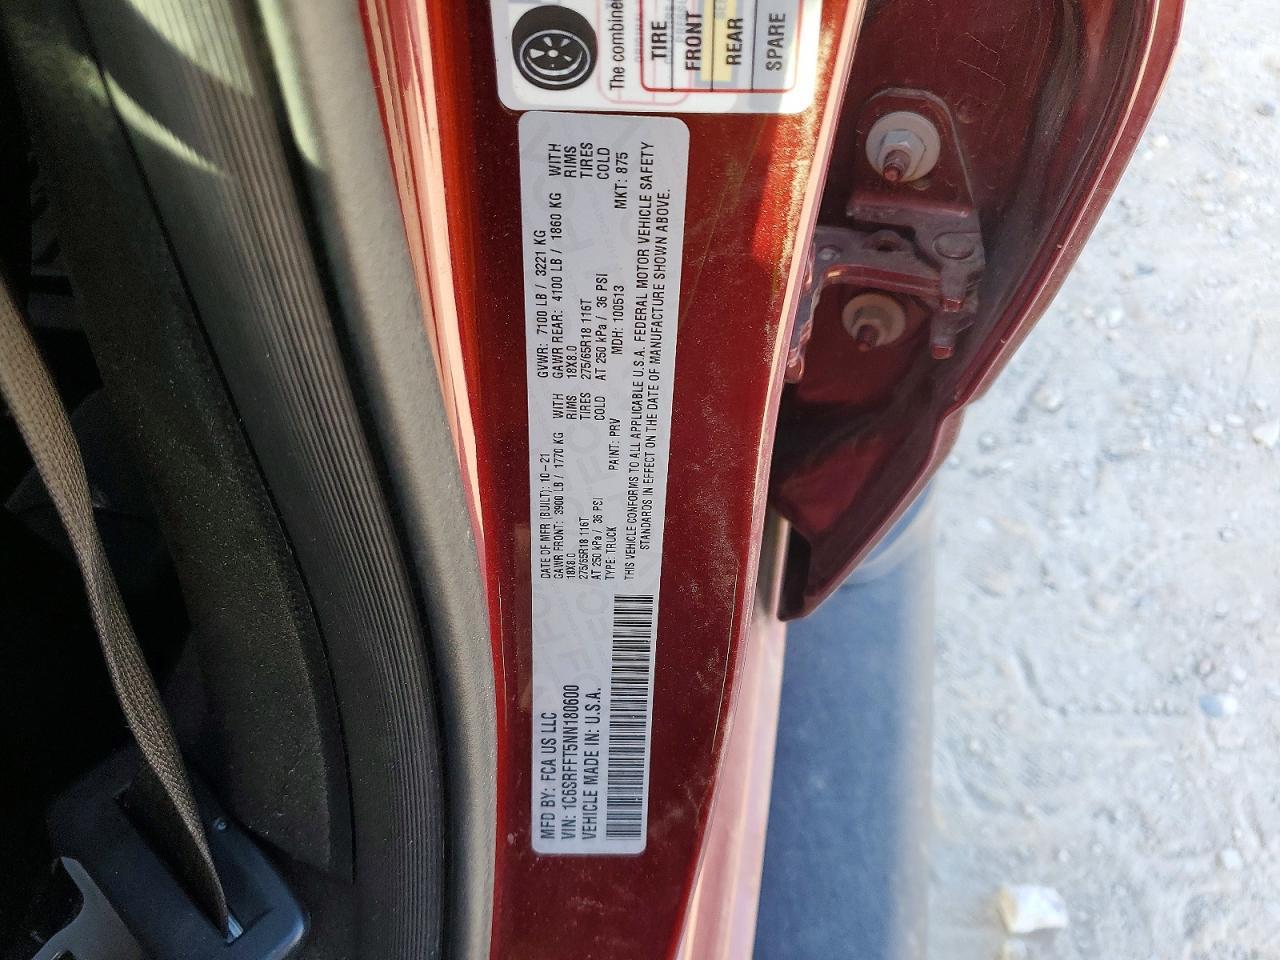 The combined
TIRE
FRONT
REAR
SPARE
MFD BY: FCA US LLC
VIN: 1C6SRFFT5NN180600
VEHICLE MADE IN: U.S.A.
DATE OF MFR (BUILT): 10-21
GAWR FRONT: 3900 LB / 1770 KG WITH
18X8.0 RIMS
275/65R18 116T TIRES
AT 250 kPa / 36 PSI COLD
TYPE: TRUCK PAINT: PRV
GVWR: 7100 LB / 3221 KG
GAWR REAR: 4100 LB / 1860 KG WITH
18X8.0 RIMS
275/65R18 116T TIRES
AT 250 kPa / 36 PSI COLD
MDH: 100513 MKT: 875
THIS VEHICLE CONFORMS TO ALL APPLICABLE U.S.A. FEDERAL MOTOR VEHICLE SAFETY
STANDARDS IN EFFECT ON THE DATE OF MANUFACTURE SHOWN ABOVE.